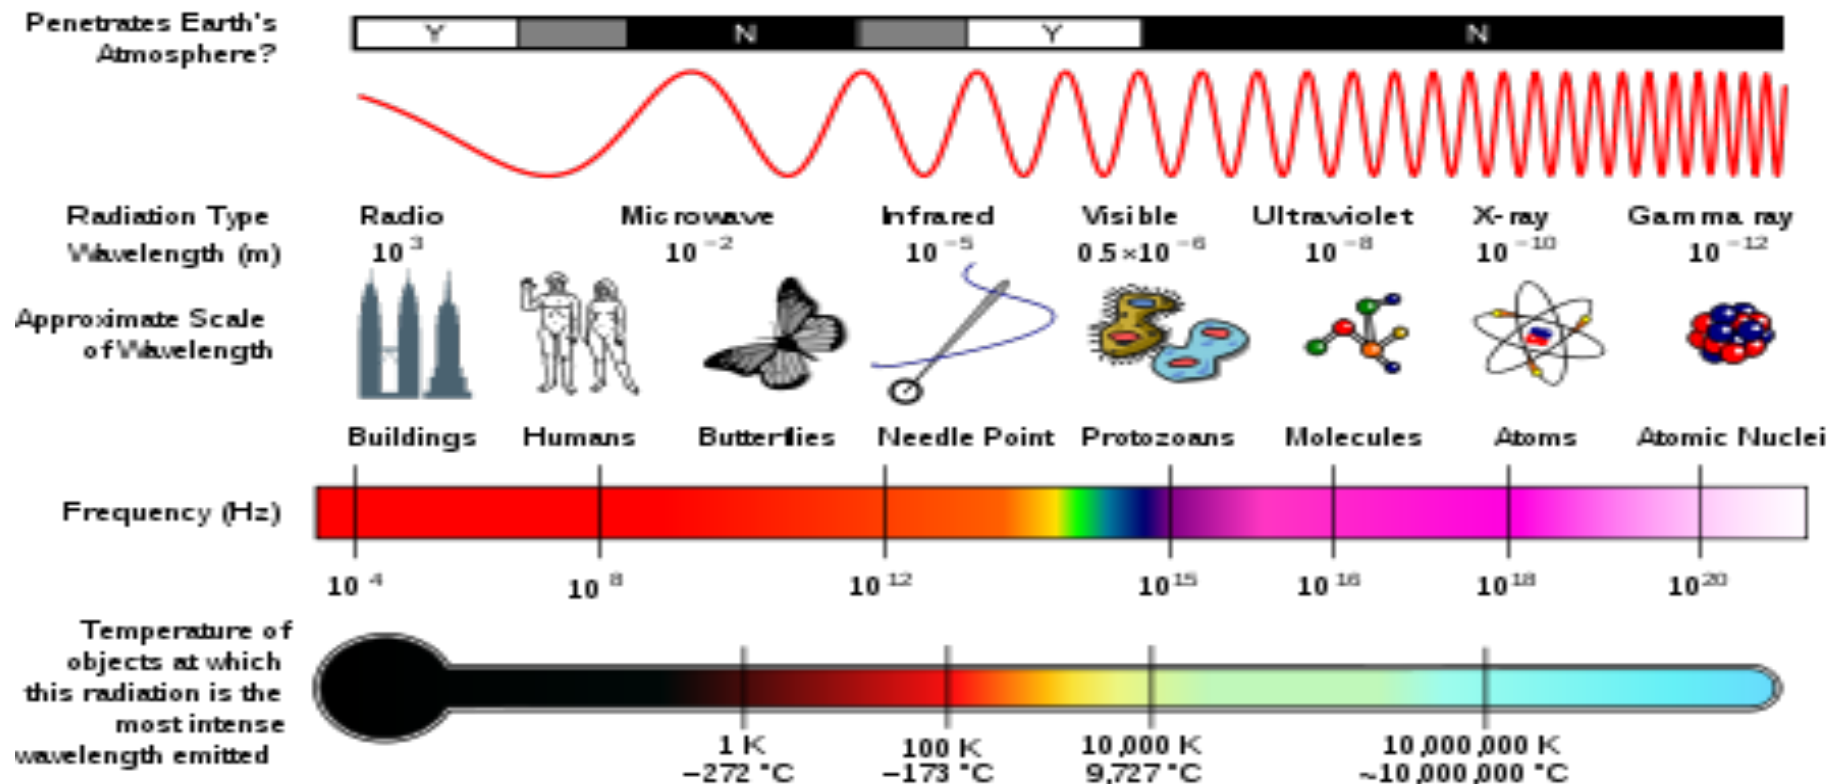 Penetrates Earth's
Atmosphere?
Y N Y N
Radiation Type Radio Microwave Infrared Visible Ultraviolet X-ray Gamma ray
Wavelength (m) 10³ 10⁻² 10⁻⁵ 0.5×10⁻⁶ 10⁻⁸ 10⁻¹⁰ 10⁻¹²
Approximate Scale
of Wavelength
Buildings Humans Butterflies Needle Point Protozoans Molecules Atoms Atomic Nuclei
Frequency (Hz)
10⁴ 10⁸ 10¹² 10¹⁵ 10¹⁶ 10¹⁸ 10²⁰
Temperature of
objects at which
this radiation is the
most intense
wavelength emitted
1 K 100 K 10,000 K 10,000,000 K
−272 °C −173 °C 9,727 °C ~10,000,000 °C